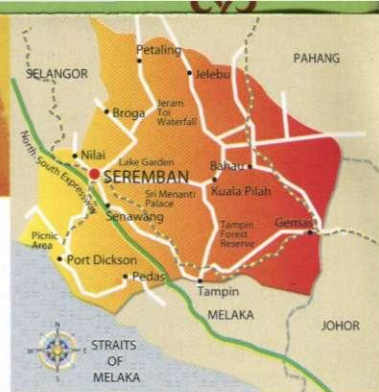 Petaling
PAHANG
SELANGOR
Jelebu
Broga
Jeram
Toi
Waterfall
Nilai
Lake Garden
Bahau
North-South Expressway
SEREMBAN
Sri Menanti
Palace
Kuala Pilah
Senawang
Tampin
Forest
Reserve
Gemas
Picnic
Area
Port Dickson
Pedas
Tampin
MELAKA
JOHOR
N
W
E
S
STRAITS
OF
MELAKA